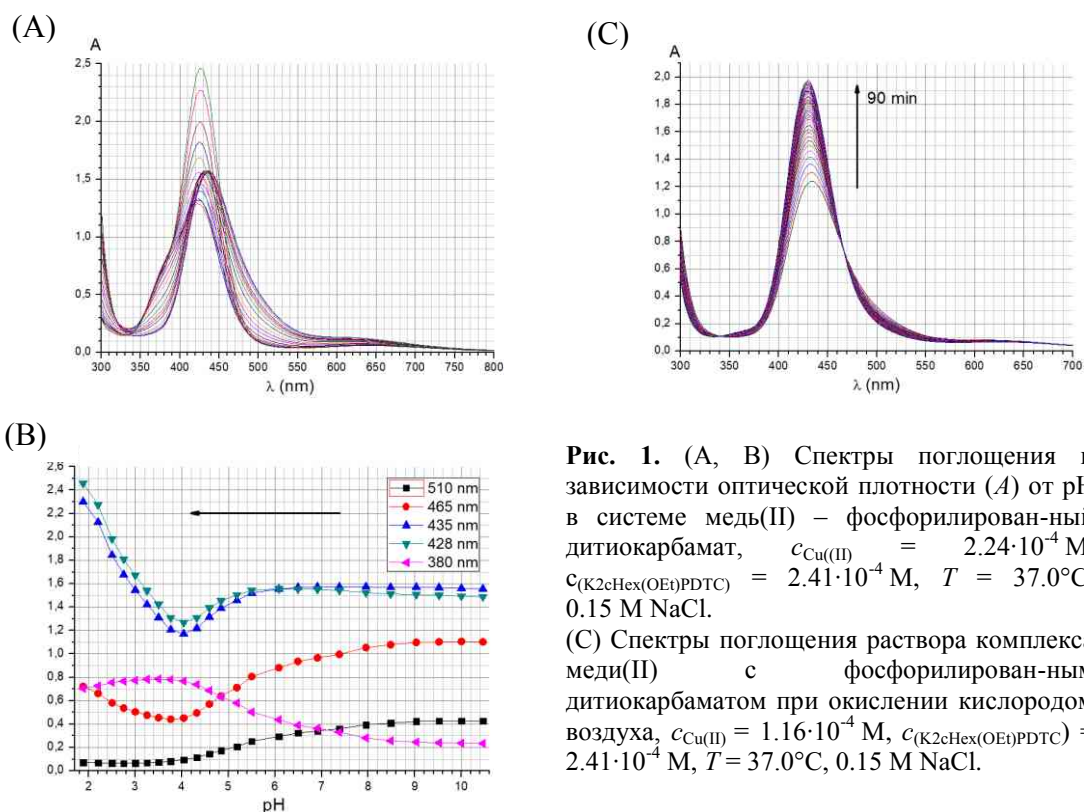 (A)
A
2,5
2,0
1,5
1,0
0,5
0,0
300 350 400 450 500 550 600 650 700 750 800
λ (nm)
(C)
A
2,0
1,8
1,6
1,4
1,2
1,0
0,8
0,6
0,4
0,2
0,0
90 min
300 350 400 450 500 550 600 650 700
λ (nm)
(B)
2,6
2,4
2,2
2,0
1,8
1,6
1,4
1,2
1,0
0,8
0,6
0,4
0,2
0,0
510 nm
465 nm
435 nm
428 nm
380 nm
2 3 4 5 6 7 8 9 10
pH
Рис. 1. (A, B) Спектры поглощения и
зависимости оптической плотности (A) от pH
в системе медь(II) – фосфорилирован-ный
дитиокарбамат, cCu((II) = 2.24·10-4 M,
c(K2cHex(OEt)PDTC) = 2.41·10-4 M, T = 37.0°C,
0.15 M NaCl.
(C) Спектры поглощения раствора комплекса
меди(II) с фосфорилирован-ным
дитиокарбаматом при окислении кислородом
воздуха, cCu(II) = 1.16·10-4 M, c(K2cHex(OEt)PDTC) =
2.41·10-4 M, T = 37.0°C, 0.15 M NaCl.